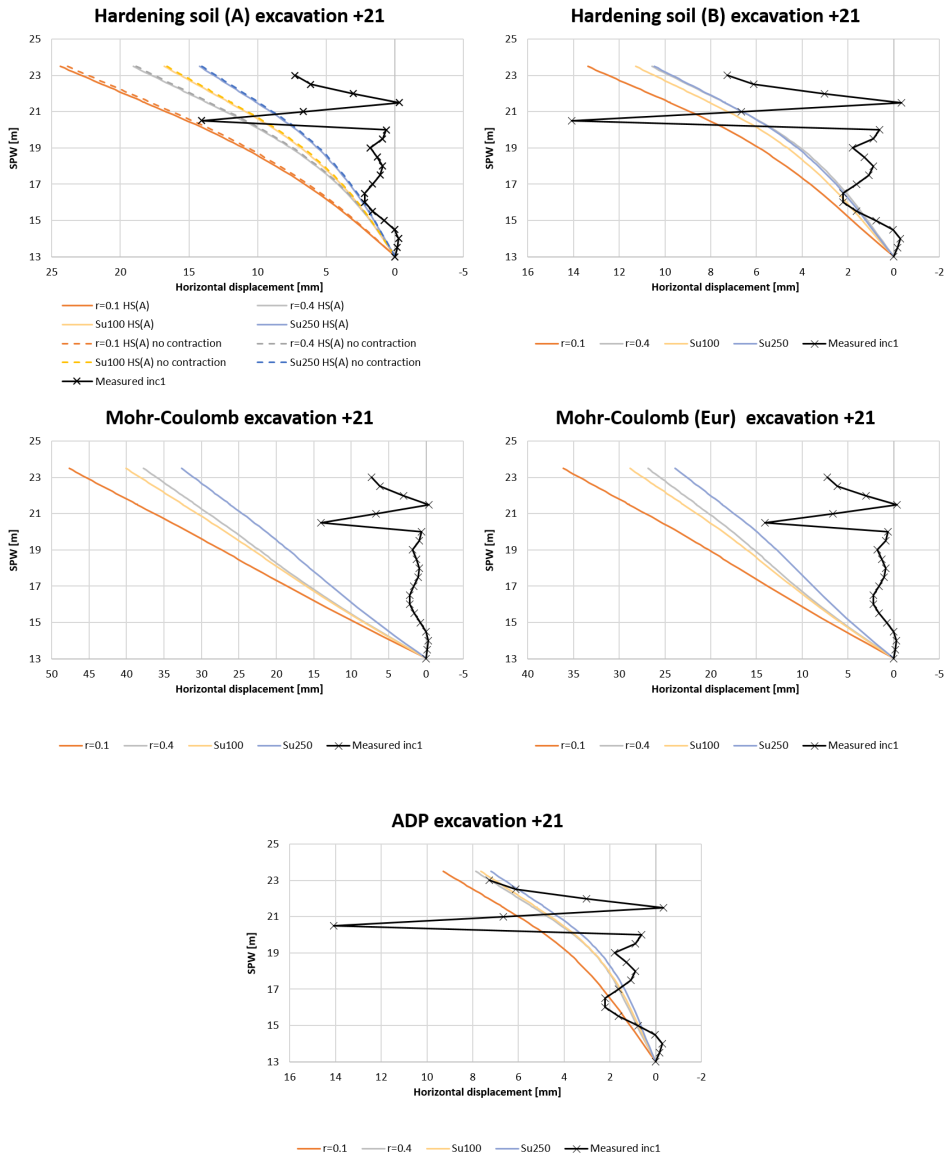 Hardening soil (A) excavation +21
25
23
21
19
17
15
13
SPW [m]
25 20 15 10 5 0 -5
Horizontal displacement [mm]
r=0.1 HS(A) r=0.4 HS(A)
Su100 HS(A) Su250 HS(A)
r=0.1 HS(A) no contraction r=0.4 HS(A) no contraction
Su100 HS(A) no contraction Su250 HS(A) no contraction
Measured inc1
Hardening soil (B) excavation +21
25
23
21
19
17
15
13
SPW [m]
16 14 12 10 8 6 4 2 0 -2
Horizontal displacement [mm]
r=0.1 r=0.4 Su100 Su250 Measured inc1
Mohr-Coulomb excavation +21
25
23
21
19
17
15
13
SPW [m]
50 45 40 35 30 25 20 15 10 5 0 -5
Horizontal displacement [mm]
r=0.1 r=0.4 Su100 Su250 Measured inc1
Mohr-Coulomb (Eur) excavation +21
25
23
21
19
17
15
13
SPW [m]
40 35 30 25 20 15 10 5 0 -5
Horizontal displacement [mm]
r=0.1 r=0.4 Su100 Su250 Measured inc1
ADP excavation +21
25
23
21
19
17
15
13
SPW [m]
16 14 12 10 8 6 4 2 0 -2
Horizontal displacement [mm]
r=0.1 r=0.4 Su100 Su250 Measured inc1